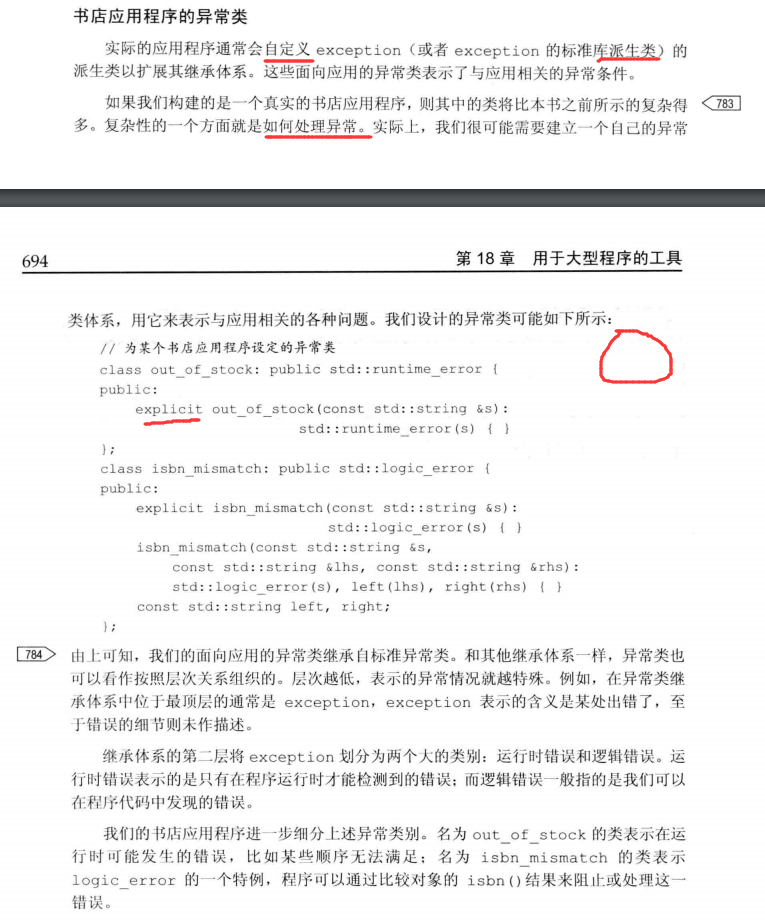 书店应用程序的异常类
实际的应用程序通常会自定义 exception（或者 exception 的标准库派生类）的
派生类以扩展其继承体系。这些面向应用的异常类表示了与应用相关的异常条件。
如果我们构建的是一个真实的书店应用程序，则其中的类将比本书之前所示的复杂得
783
多。复杂性的一个方面就是如何处理异常。实际上，我们很可能需要建立一个自己的异常
694
第 18 章 用于大型程序的工具
类体系，用它来表示与应用相关的各种问题。我们设计的异常类可能如下所示：
// 为某个书店应用程序设定的异常类
class out_of_stock: public std::runtime_error {
public:
explicit out_of_stock(const std::string &s):
std::runtime_error(s) { }
};
class isbn_mismatch: public std::logic_error {
public:
explicit isbn_mismatch(const std::string &s):
std::logic_error(s) { }
isbn_mismatch(const std::string &s,
const std::string &lhs, const std::string &rhs):
std::logic_error(s), left(lhs), right(rhs) { }
const std::string left, right;
};
784
由上可知，我们的面向应用的异常类继承自标准异常类。和其他继承体系一样，异常类也
可以看作按照层次关系组织的。层次越低，表示的异常情况就越特殊。例如，在异常类继
承体系中位于最顶层的通常是 exception，exception 表示的含义是某处出错了，至
于错误的细节则未作描述。
继承体系的第二层将 exception 划分为两个大的类别：运行时错误和逻辑错误。运
行时错误表示的是只有在程序运行时才能检测到的错误；而逻辑错误一般指的是我们可以
在程序代码中发现的错误。
我们的书店应用程序进一步细分上述异常类别。名为 out_of_stock 的类表示在运
行时可能发生的错误，比如某些顺序无法满足；名为 isbn_mismatch 的类表示
logic_error 的一个特例，程序可以通过比较对象的 isbn()结果来阻止或处理这一
错误。